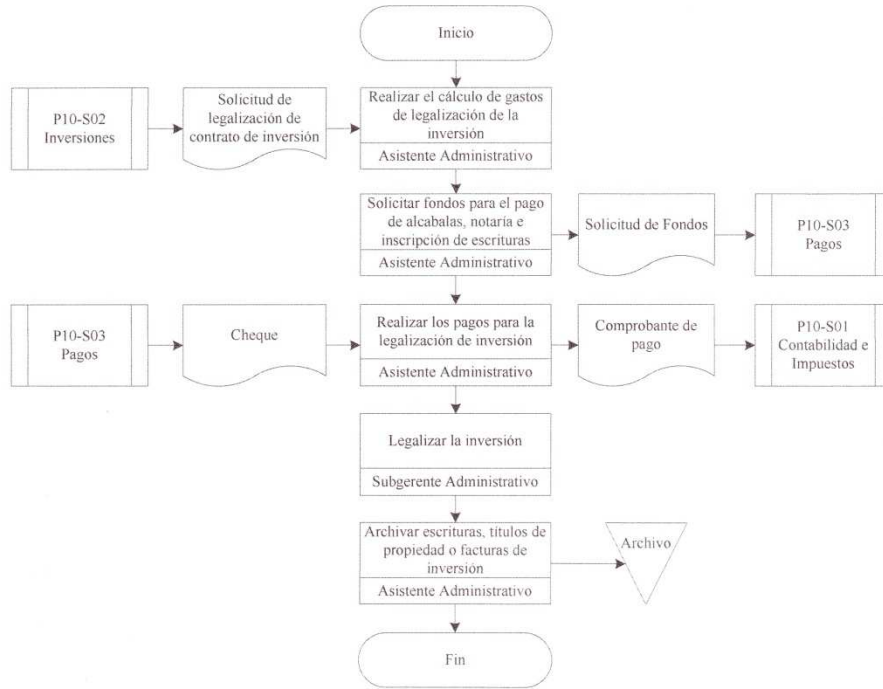 Inicio
P10-S02
Inversiones
Solicitud de
legalización de
contrato de inversión
Realizar el cálculo de gastos
de legalización de la
inversión
Asistente Administrativo
Solicitar fondos para el pago
de alcabalas, notaría e
inscripción de escrituras
Asistente Administrativo
Solicitud de Fondos
P10-S03
Pagos
P10-S03
Pagos
Cheque
Realizar los pagos para la
legalización de inversión
Asistente Administrativo
Comprobante de
pago
P10-S01
Contabilidad e
Impuestos
Legalizar la inversión
Subgerente Administrativo
Archivar escrituras, títulos de
propiedad o facturas de
inversión
Asistente Administrativo
Archivo
Fin